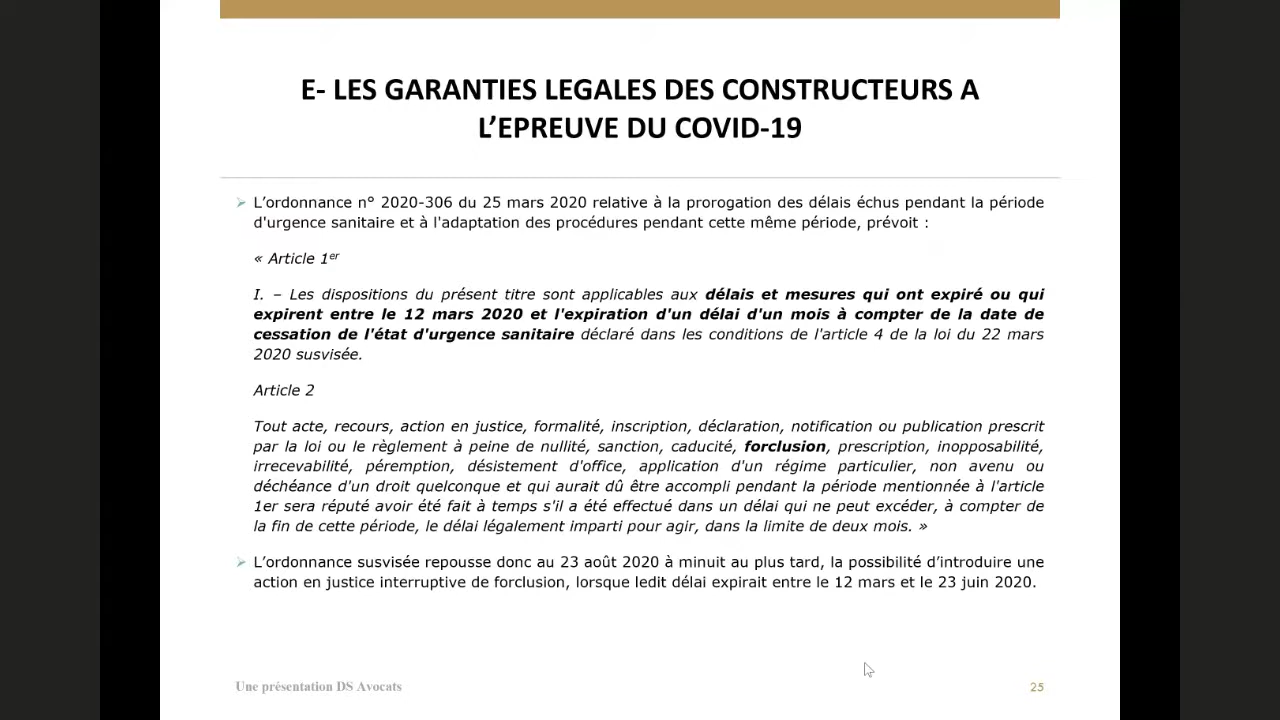 E- LES GARANTIES LEGALES DES CONSTRUCTEURS A
L’EPREUVE DU COVID-19
L’ordonnance n° 2020-306 du 25 mars 2020 relative à la prorogation des délais échus pendant la période
d'urgence sanitaire et à l'adaptation des procédures pendant cette même période, prévoit :
« Article 1er
I. – Les dispositions du présent titre sont applicables aux délais et mesures qui ont expiré ou qui
expirent entre le 12 mars 2020 et l'expiration d'un délai d'un mois à compter de la date de
cessation de l'état d'urgence sanitaire déclaré dans les conditions de l'article 4 de la loi du 22 mars
2020 susvisée.
Article 2
Tout acte, recours, action en justice, formalité, inscription, déclaration, notification ou publication prescrit
par la loi ou le règlement à peine de nullité, sanction, caducité, forclusion, prescription, inopposabilité,
irrecevabilité, péremption, désistement d'office, application d'un régime particulier, non avenu ou
déchéance d'un droit quelconque et qui aurait dû être accompli pendant la période mentionnée à l'article
1er sera réputé avoir été fait à temps s'il a été effectué dans un délai qui ne peut excéder, à compter de
la fin de cette période, le délai légalement imparti pour agir, dans la limite de deux mois. »
L’ordonnance susvisée repousse donc au 23 août 2020 à minuit au plus tard, la possibilité d’introduire une
action en justice interruptive de forclusion, lorsque ledit délai expirait entre le 12 mars et le 23 juin 2020.
Une présentation DS Avocats
25